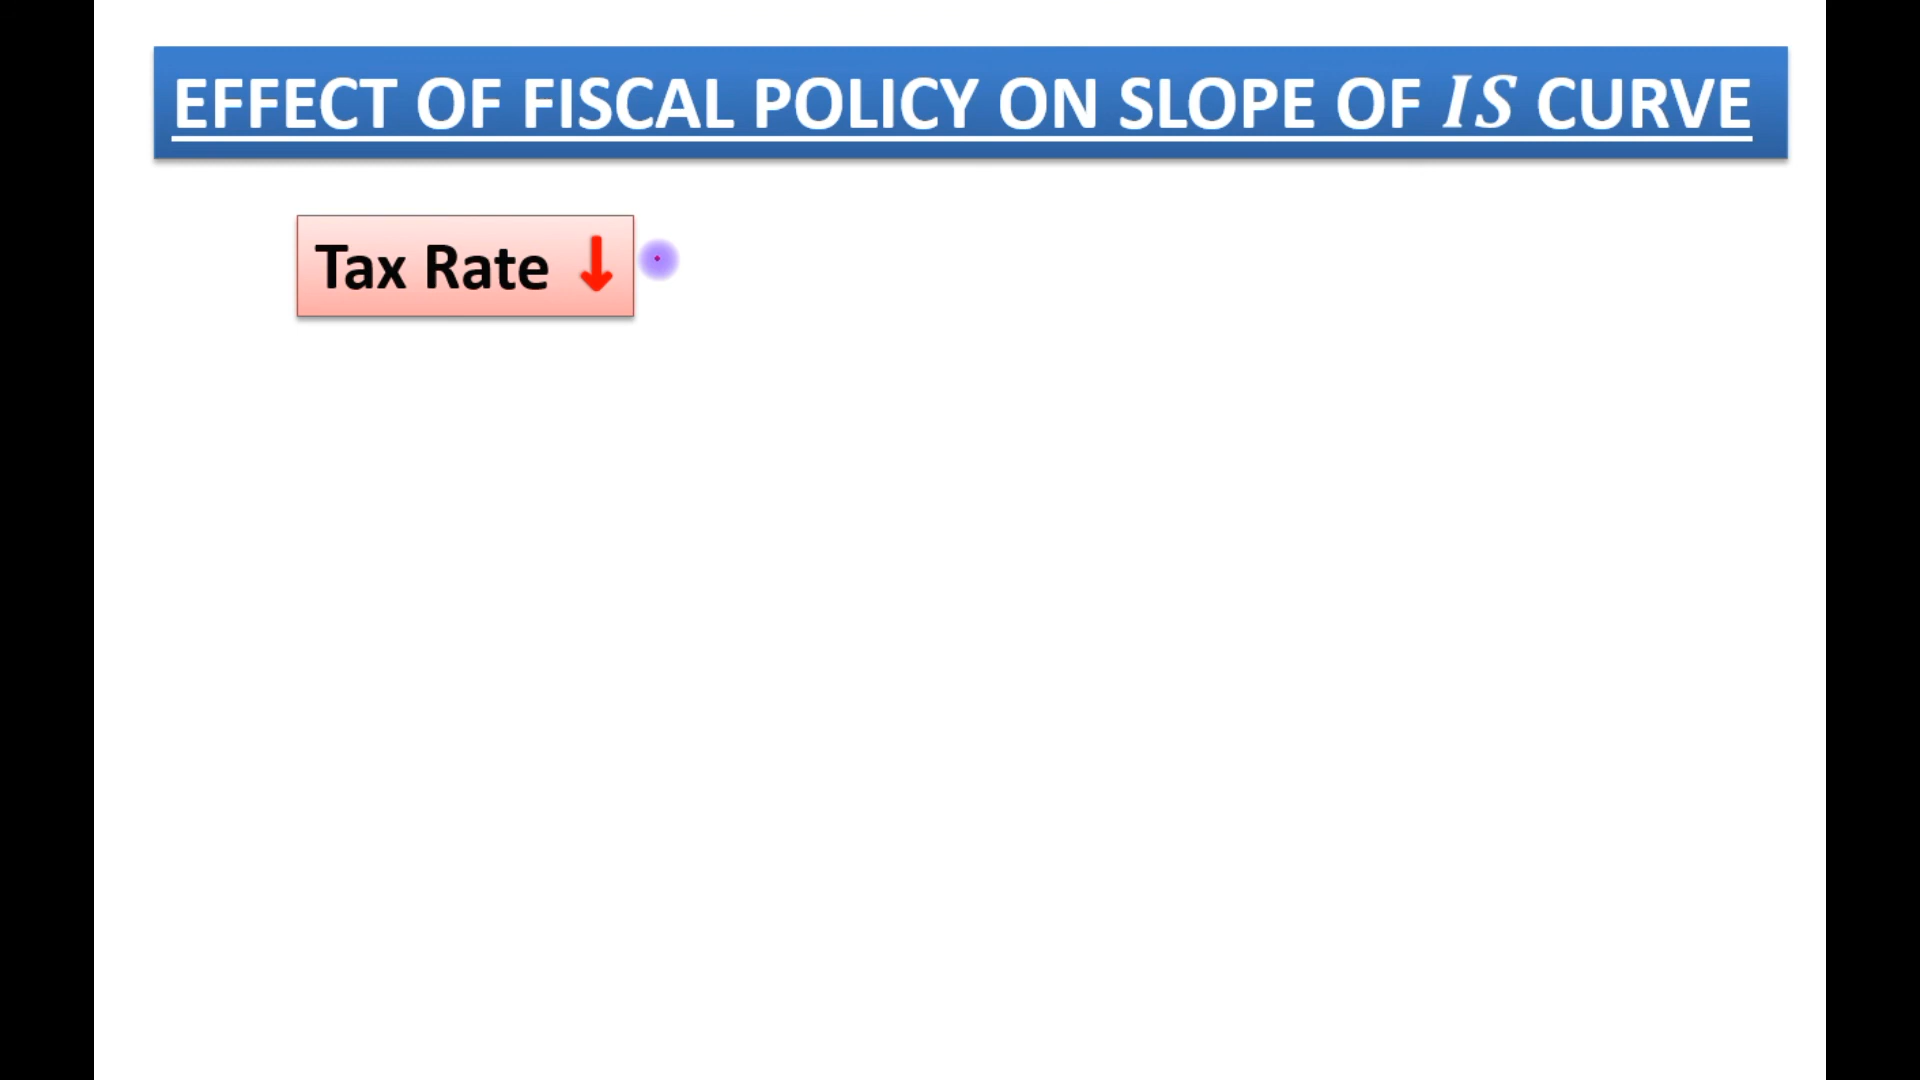 EFFECT OF FISCAL POLICY ON SLOPE OF IS CURVE
Tax Rate ↓